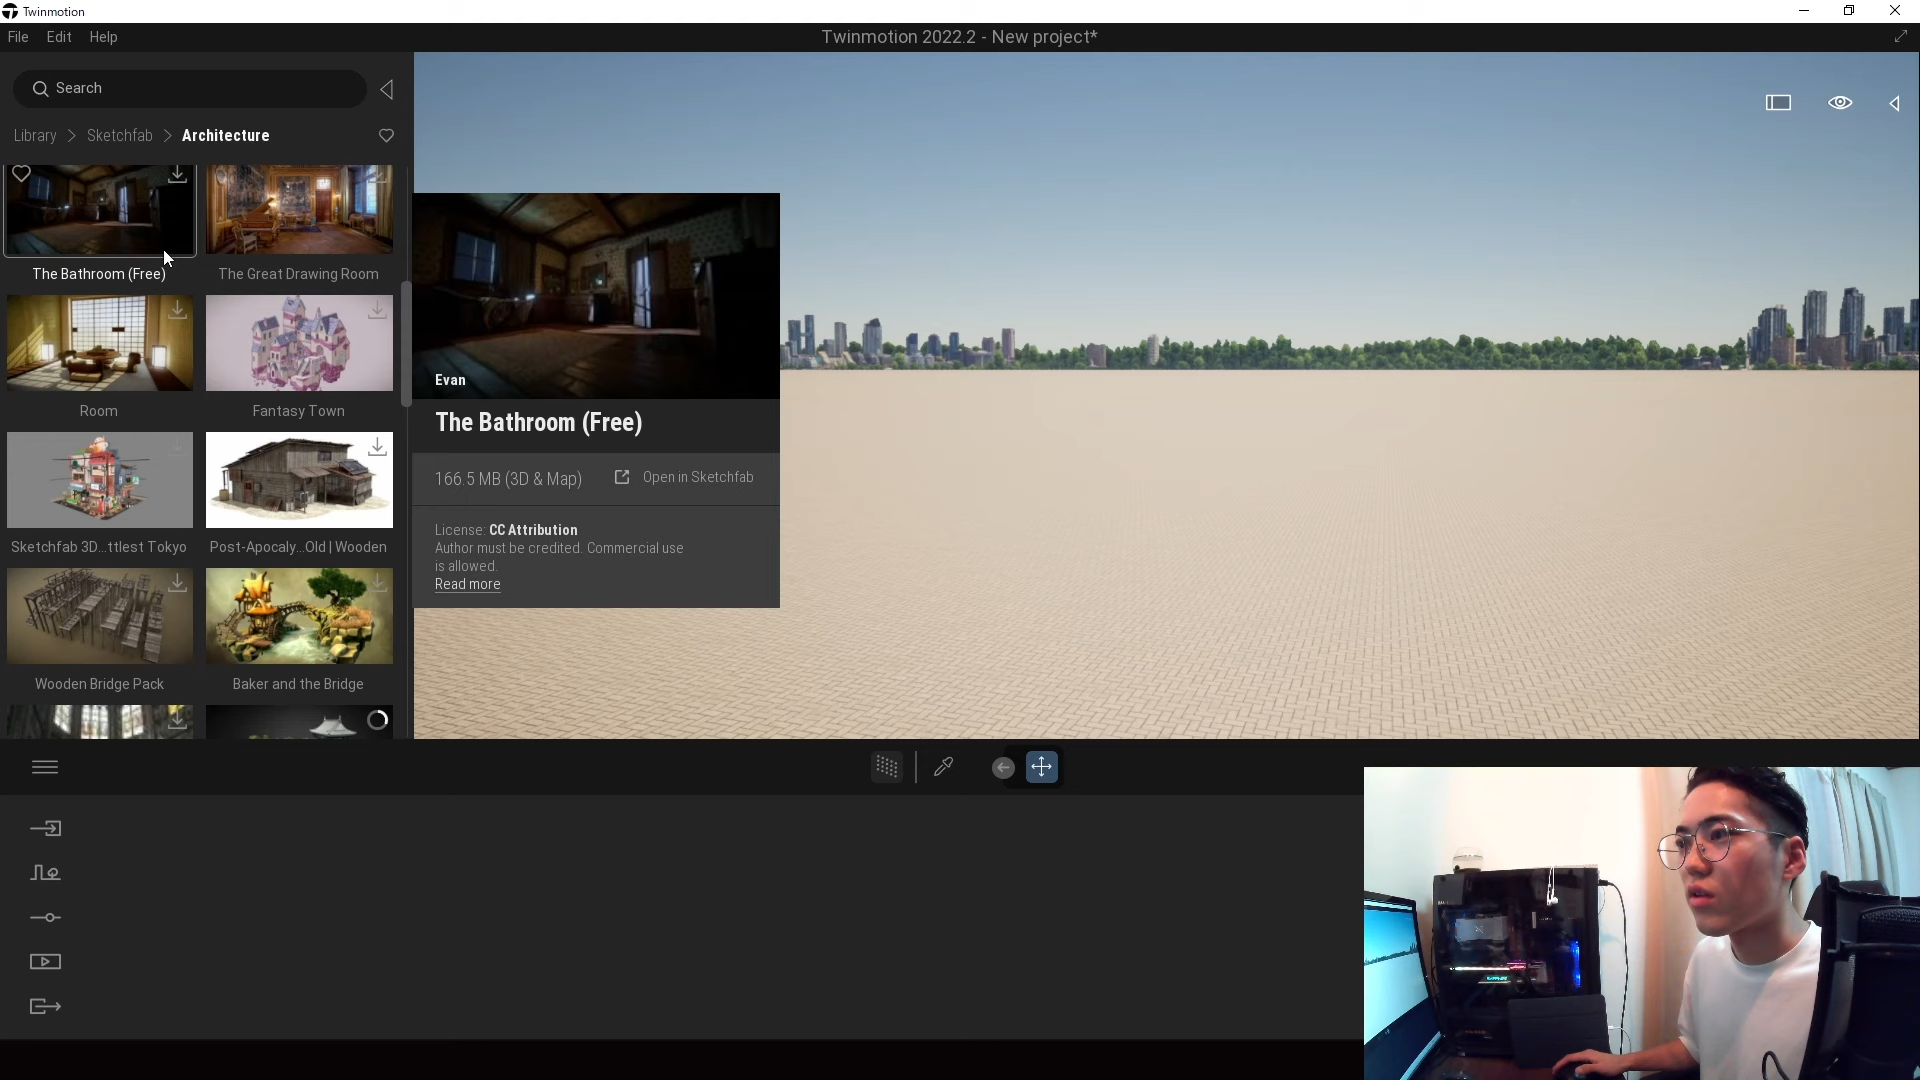 Twinmotion
File Edit Help
Twinmotion 2022.2 - New project*
Search
Library Sketchfab Architecture
The Bathroom (Free)
The Great Drawing Room
Room
Fantasy Town
Sketchfab 3D...ttlest Tokyo
Post-Apocaly...Old | Wooden
Wooden Bridge Pack
Baker and the Bridge
Evan
The Bathroom (Free)
166.5 MB (3D & Map)
Open in Sketchfab
License: CC Attribution
Author must be credited. Commercial use
is allowed.
Read more